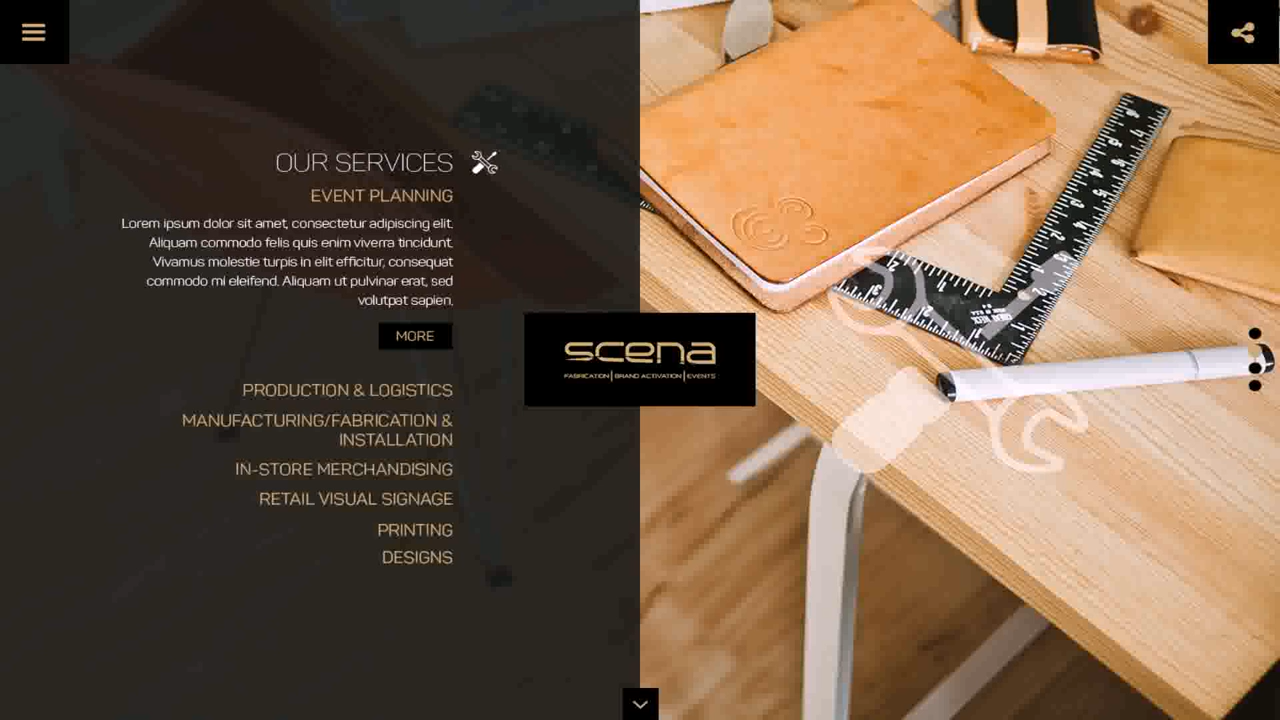 OUR SERVICES
EVENT PLANNING
Lorem ipsum dolor sit amet, consectetur adipiscing elit.
Aliquam commodo felis quis enim viverra tincidunt.
Vivamus molestie turpis in elit efficitur, consequat
commodo mi eleifend. Aliquam ut pulvinar erat, sed
volutpat sapien.
MORE
PRODUCTION & LOGISTICS
MANUFACTURING/FABRICATION &
INSTALLATION
IN-STORE MERCHANDISING
RETAIL VISUAL SIGNAGE
PRINTING
DESIGNS
scena
FABRICATION | BRAND ACTIVATION | EVENTS